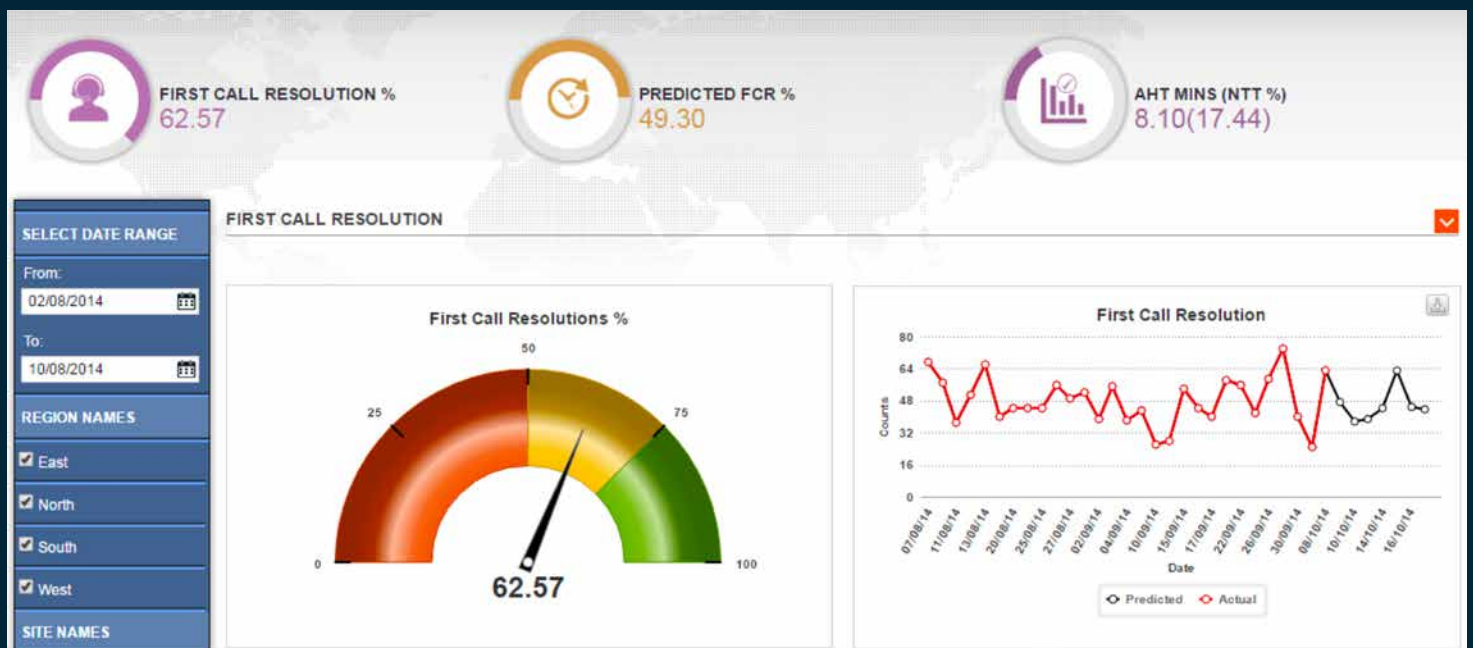 FIRST CALL RESOLUTION %
62.57
PREDICTED FCR %
49.30
AHT MINS (NTT %)
8.10(17.44)
SELECT DATE RANGE
From:
02/08/2014
To:
10/08/2014
REGION NAMES
East
North
South
West
SITE NAMES
FIRST CALL RESOLUTION
First Call Resolutions %
0
25
50
75
100
62.57
First Call Resolution
Counts
80
64
48
32
16
0
07/08/14
11/08/14
13/08/14
20/08/14
25/08/14
27/08/14
02/09/14
04/09/14
10/09/14
15/09/14
17/09/14
22/09/14
26/09/14
30/09/14
08/10/14
10/10/14
14/10/14
16/10/14
Date
Predicted Actual